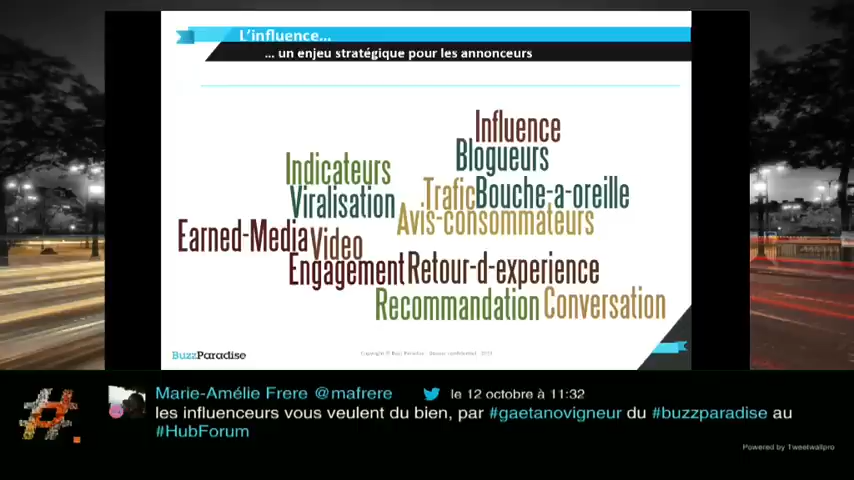 L'influence...
... un enjeu stratégique pour les annonceurs
Influence
Blogueurs
Indicateurs
Viralisation
Trafic
Bouche-a-oreille
Avis-consommateurs
Earned-Media
Video
Engagement
Retour-d-experience
Recommandation
Conversation
BuzzParadise
Marie-Amélie Frere @mafrere le 12 octobre à 11:32
les influenceurs vous veulent du bien, par #gaetanovigneur du #buzzparadise au
#HubForum
Powered by Tweetwallpro